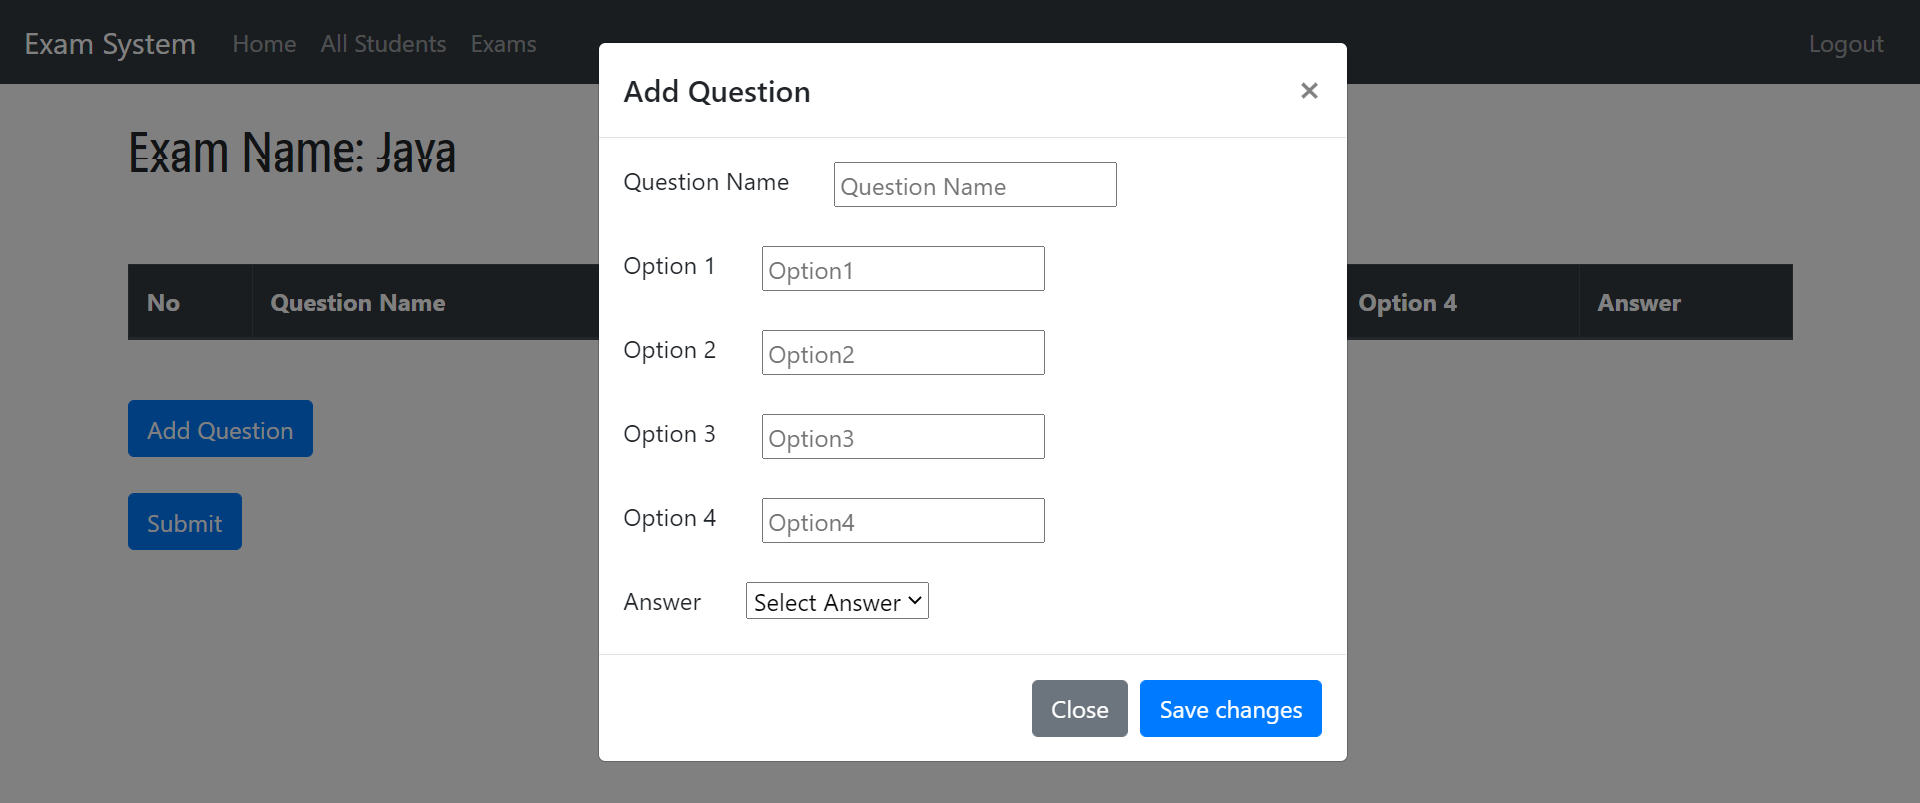 Exam System Home All Students Exams Logout
Add Question ×
Exam Name: Java
Question Name Question Name
Option 1 Option1
No Question Name Option 4 Answer
Option 2 Option2
Add Question
Option 3 Option3
Submit
Option 4 Option4
Answer Select Answer
Close Save changes